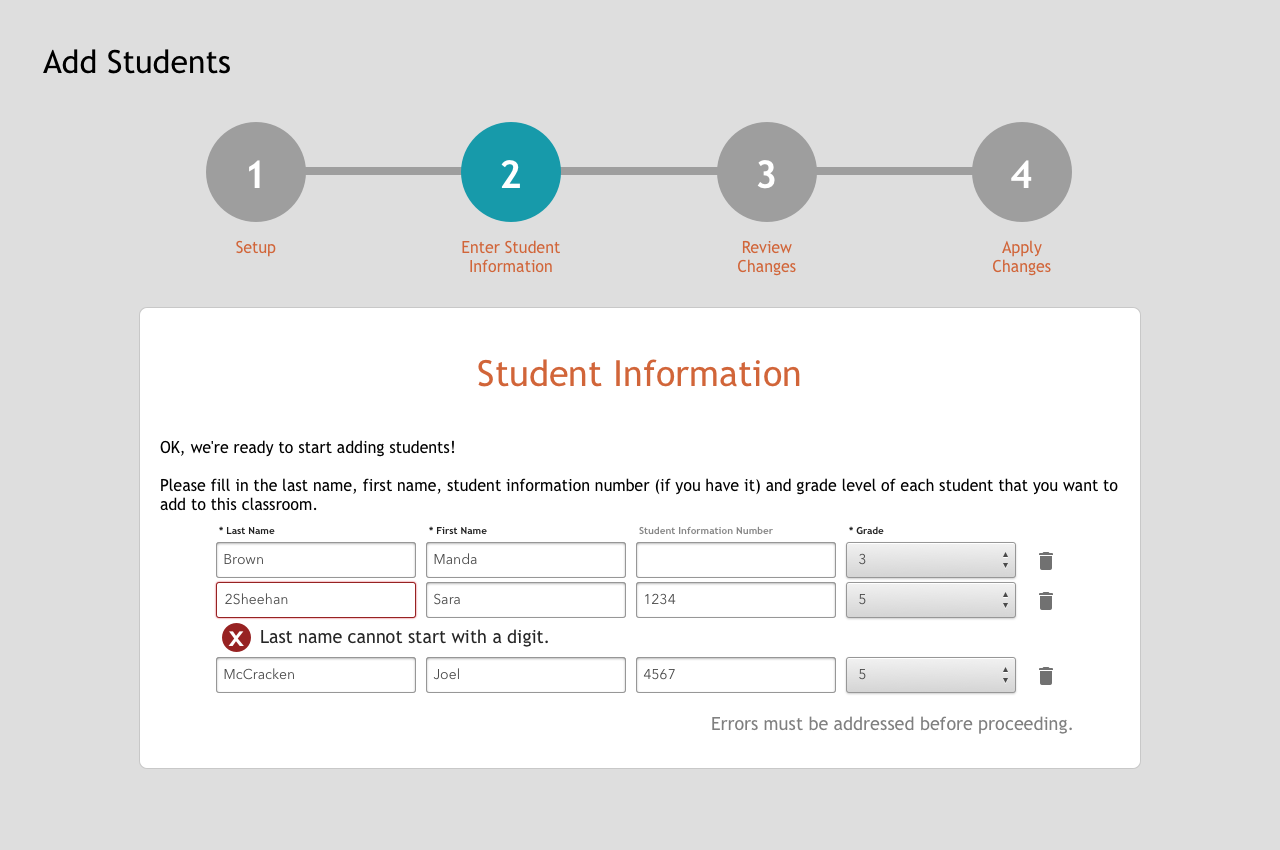 Add Students
1 2 3 4
Setup Enter Student Information Review Changes Apply Changes
Student Information
OK, we're ready to start adding students!
Please fill in the last name, first name, student information number (if you have it) and grade level of each student that you want to
add to this classroom.
* Last Name * First Name Student Information Number * Grade
Brown Manda 3
2Sheehan Sara 1234 5
X Last name cannot start with a digit.
McCracken Joel 4567 5
Errors must be addressed before proceeding.